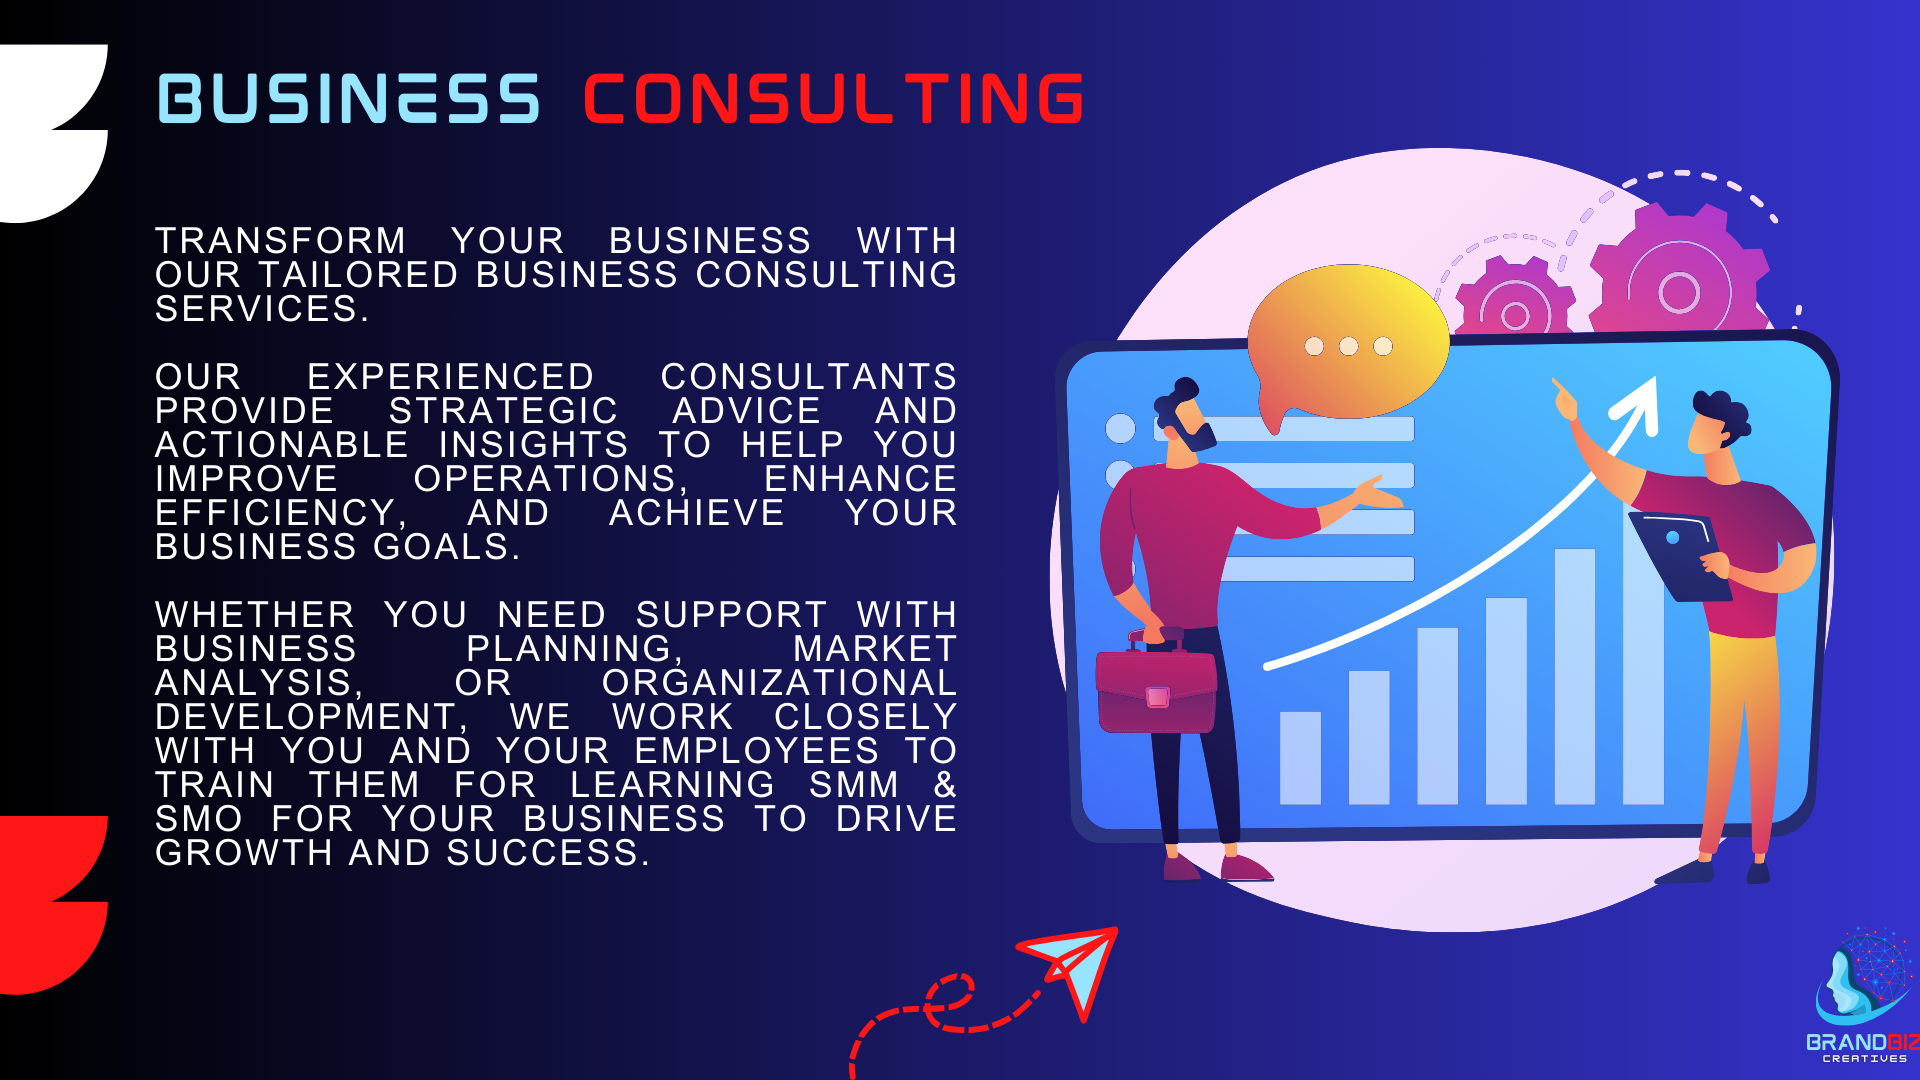 BUSINESS CONSULTING
TRANSFORM YOUR BUSINESS WITH
OUR TAILORED BUSINESS CONSULTING
SERVICES.
OUR EXPERIENCED CONSULTANTS
PROVIDE STRATEGIC ADVICE AND
ACTIONABLE INSIGHTS TO HELP YOU
IMPROVE OPERATIONS, ENHANCE
EFFICIENCY, AND ACHIEVE YOUR
BUSINESS GOALS.
WHETHER YOU NEED SUPPORT WITH
BUSINESS PLANNING, MARKET
ANALYSIS, OR ORGANIZATIONAL
DEVELOPMENT, WE WORK CLOSELY
WITH YOU AND YOUR EMPLOYEES TO
TRAIN THEM FOR LEARNING SMM &
SMO FOR YOUR BUSINESS TO DRIVE
GROWTH AND SUCCESS.
BRANDBIZ
CREATIVES